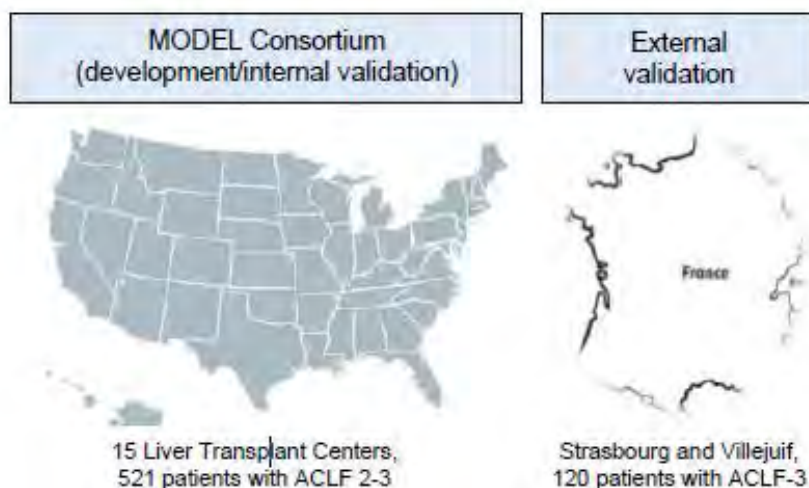 MODEL Consortium
(development/internal validation)
External
validation
France
15 Liver Transplant Centers,
521 patients with ACLF 2-3
Strasbourg and Villejuif,
120 patients with ACLF-3